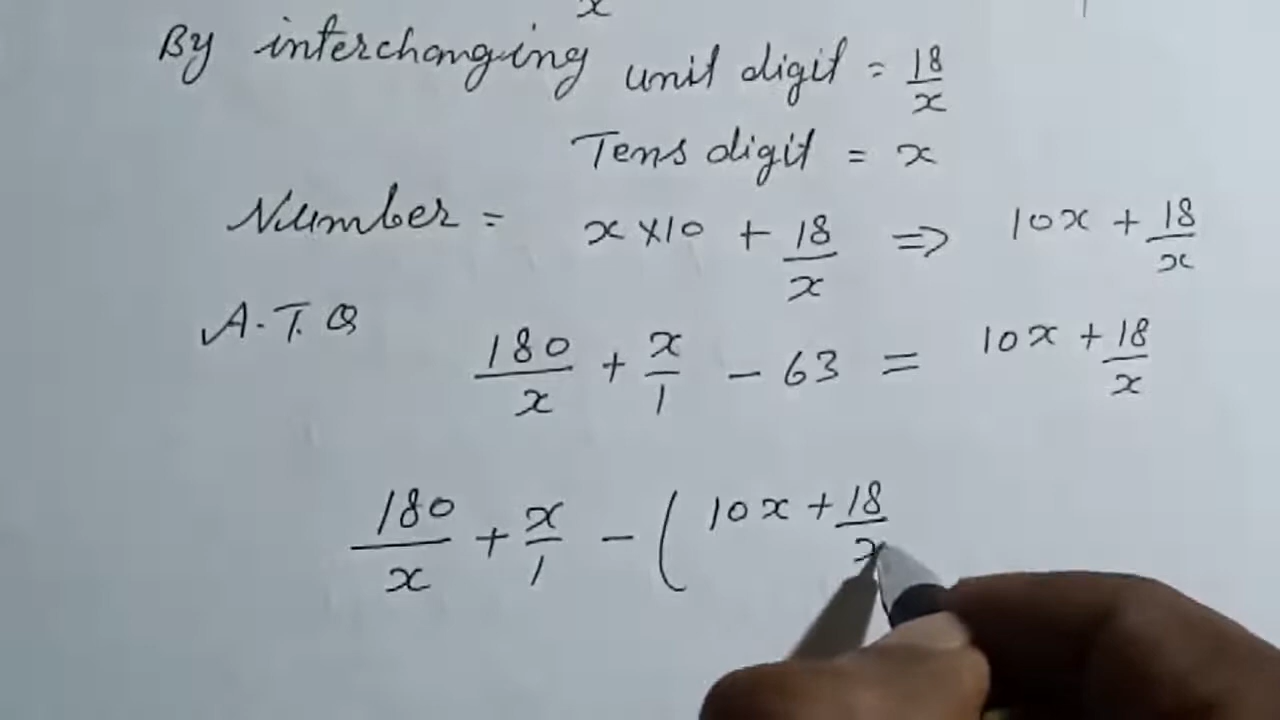 x
By interchanging unit digit = 18/x
Tens digit = x
Number = x×10 + 18/x ⇒ 10x + 18/x
A.T.Q 180/x + x/1 - 63 = 10x + 18/x
180/x + x/1 - ( 10x + 18/x